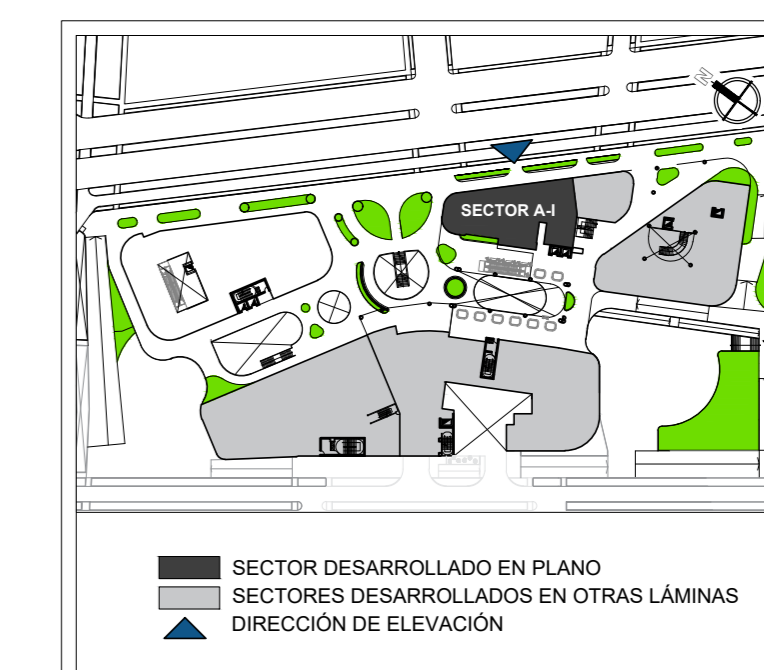 N
SECTOR A-I
SECTOR DESARROLLADO EN PLANO
SECTORES DESARROLLADOS EN OTRAS LÁMINAS
DIRECCIÓN DE ELEVACIÓN